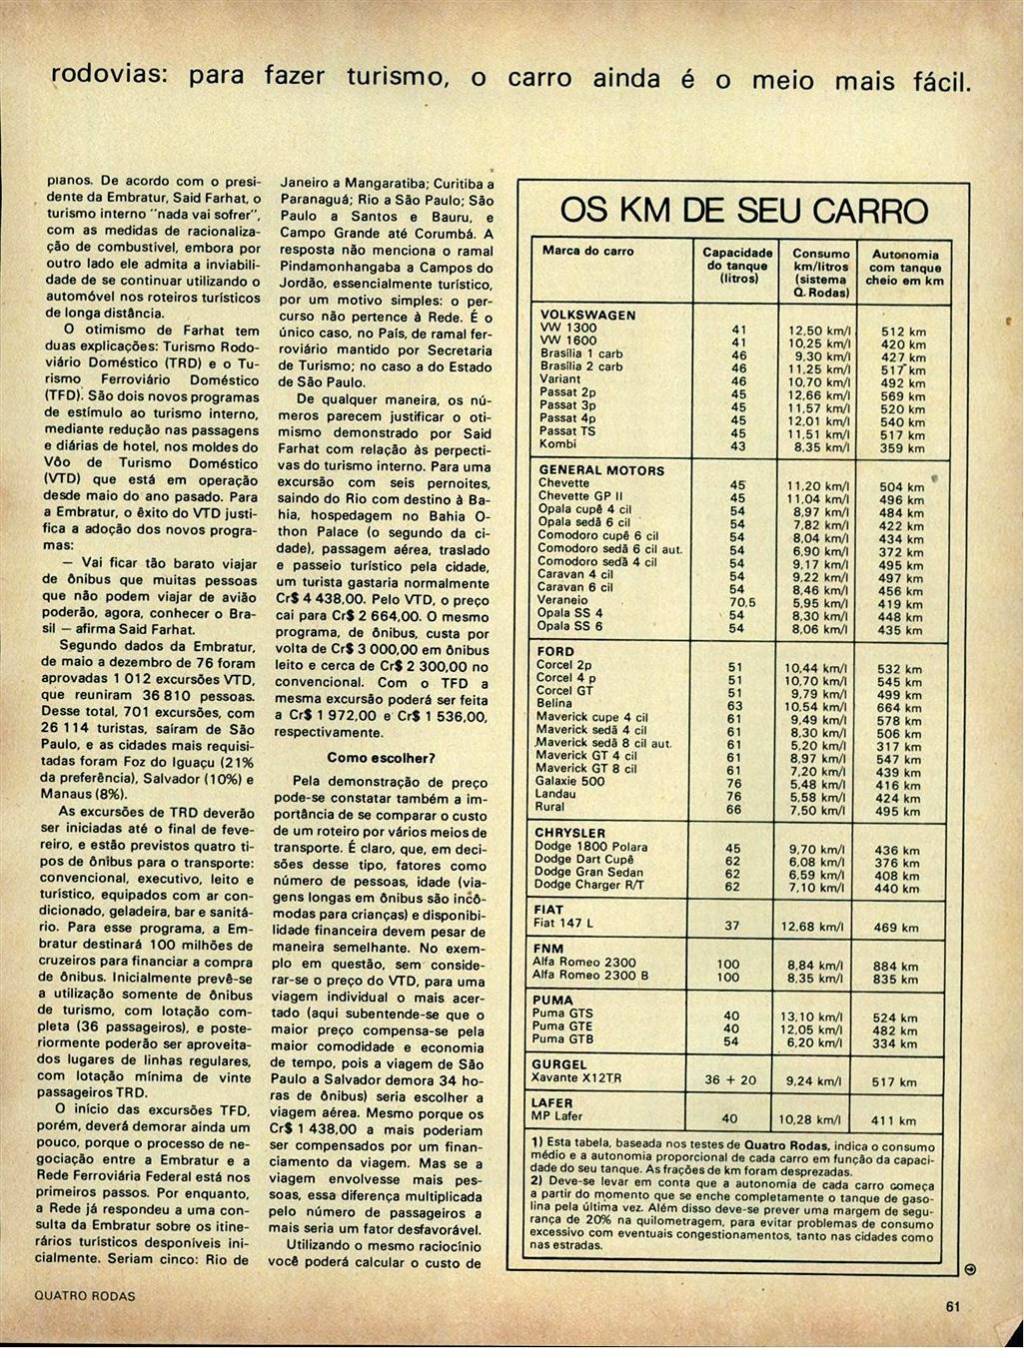 rodovias: para fazer turismo, o carro ainda é o meio mais fácil.
planos. De acordo com o presi-
dente da Embratur, Said Farhat, o
turismo interno "nada vai sofrer",
com as medidas de racionaliza-
ção de combustível, embora por
outro lado ele admita a inviabili-
dade de se continuar utilizando o
automóvel nos roteiros turísticos
de longa distância.
O otimismo de Farhat tem
duas explicações: Turismo Rodo-
viário Doméstico (TRD) e o Tu-
rismo Ferroviário Doméstico
(TFD). São dois novos programas
de estímulo ao turismo interno,
mediante redução nas passagens
e diárias de hotel, nos moldes do
Vôo de Turismo Doméstico
(VTD) que está em operação
desde maio do ano pasado. Para
a Embratur, o êxito do VTD justi-
fica a adoção dos novos progra-
mas:
— Vai ficar tão barato viajar
de ônibus que muitas pessoas
que não podem viajar de avião
poderão, agora, conhecer o Bra-
sil — afirma Said Farhat.
Segundo dados da Embratur,
de maio a dezembro de 76 foram
aprovadas 1 012 excursões VTD,
que reuniram 36 810 pessoas.
Desse total, 701 excursões, com
26 114 turistas, saíram de São
Paulo, e as cidades mais requisi-
tadas foram Foz do Iguaçu (21%
da preferência), Salvador (10%) e
Manaus (8%).
As excursões de TRD deverão
ser iniciadas até o final de feve-
reiro, e estão previstos quatro ti-
pos de ônibus para o transporte:
convencional, executivo, leito e
turístico, equipados com ar con-
dicionado, geladeira, bar e sanitá-
rio. Para esse programa, a Em-
bratur destinará 100 milhões de
cruzeiros para financiar a compra
de ônibus. Inicialmente prevê-se
a utilização somente de ônibus
de turismo, com lotação com-
pleta (36 passageiros), e poste-
riormente poderão ser aproveita-
dos lugares de linhas regulares,
com lotação mínima de vinte
passageiros TRD.
O início das excursões TFD,
porém, deverá demorar ainda um
pouco, porque o processo de ne-
gociação entre a Embratur e a
Rede Ferroviária Federal está nos
primeiros passos. Por enquanto,
a Rede já respondeu a uma con-
sulta da Embratur sobre os itine-
rários turísticos desponíveis ini-
cialmente. Seriam cinco: Rio de
Janeiro a Mangaratiba; Curitiba a
Paranaguá; Rio a São Paulo; São
Paulo a Santos e Bauru, e
Campo Grande até Corumbá. A
resposta não menciona o ramal
Pindamonhangaba a Campos do
Jordão, essencialmente turístico,
por um motivo simples: o per-
curso não pertence à Rede. É o
único caso, no País, de ramal fer-
roviário mantido por Secretaria
de Turismo; no caso a do Estado
de São Paulo.
De qualquer maneira, os nú-
meros parecem justificar o oti-
mismo demonstrado por Said
Farhat com relação às perpecti-
vas do turismo interno. Para uma
excursão com seis pernoites,
saindo do Rio com destino à Ba-
hia, hospedagem no Bahia O-
thon Palace (o segundo da ci-
dade), passagem aérea, traslado
e passeio turístico pela cidade,
um turista gastaria normalmente
Cr$ 4 438,00. Pelo VTD, o preço
cai para Cr$ 2 664,00. O mesmo
programa, de ônibus, custa por
volta de Cr$ 3 000,00 em ônibus
leito e cerca de Cr$ 2 300,00 no
convencional. Com o TFD a
mesma excursão poderá ser feita
a Cr$ 1 972,00 e Cr$ 1 536,00,
respectivamente.
Como escolher?
Pela demonstração de preço
pode-se constatar também a im-
portância de se comparar o custo
de um roteiro por vários meios de
transporte. É claro, que, em deci-
sões desse tipo, fatores como
número de pessoas, idade (via-
gens longas em ônibus são incô-
modas para crianças) e disponibi-
lidade financeira devem pesar de
maneira semelhante. No exem-
plo em questão, sem conside-
rar-se o preço do VTD, para uma
viagem individual o mais acer-
tado (aqui subentende-se que o
maior preço compensa-se pela
maior comodidade e economia
de tempo, pois a viagem de São
Paulo a Salvador demora 34 ho-
ras de ônibus) seria escolher a
viagem aérea. Mesmo porque os
Cr$ 1 438,00 a mais poderiam
ser compensados por um finan-
ciamento da viagem. Mas se a
viagem envolvesse mais pes-
soas, essa diferença multiplicada
pelo número de passageiros a
mais seria um fator desfavorável.
Utilizando o mesmo raciocínio
você poderá calcular o custo de
OS KM DE SEU CARRO
Marca do carro | Capacidade do tanque (litros) | Consumo km/litros (sistema Q. Rodas) | Autonomia com tanque cheio em km
VOLKSWAGEN
VW 1300 41 12,50 km/l 512 km
VW 1600 41 10,25 km/l 420 km
Brasília 1 carb 46 9,30 km/l 427 km
Brasília 2 carb 46 11,25 km/l 517 km
Variant 46 10,70 km/l 492 km
Passat 2p 45 12,66 km/l 569 km
Passat 3p 45 11,57 km/l 520 km
Passat 4p 45 12,01 km/l 540 km
Passat TS 45 11,51 km/l 517 km
Kombi 43 8,35 km/l 359 km
GENERAL MOTORS
Chevette 45 11,20 km/l 504 km
Chevette GP II 45 11,04 km/l 496 km
Opala cupê 4 cil 54 8,97 km/l 484 km
Opala sedã 6 cil 54 7,82 km/l 422 km
Comodoro cupê 6 cil 54 8,04 km/l 434 km
Comodoro sedã 6 cil aut. 54 6,90 km/l 372 km
Comodoro sedã 4 cil 54 9,17 km/l 495 km
Caravan 4 cil 54 9,22 km/l 497 km
Caravan 6 cil 54 8,46 km/l 456 km
Veraneio 70,5 5,95 km/l 419 km
Opala SS 4 54 8,30 km/l 448 km
Opala SS 6 54 8,06 km/l 435 km
FORD
Corcel 2p 51 10,44 km/l 532 km
Corcel 4 p 51 10,70 km/l 545 km
Corcel GT 51 9,79 km/l 499 km
Belina 63 10,54 km/l 664 km
Maverick cupe 4 cil 61 9,49 km/l 578 km
Maverick sedã 4 cil 61 8,30 km/l 506 km
Maverick sedã 8 cil aut. 61 5,20 km/l 317 km
Maverick GT 4 cil 61 8,97 km/l 547 km
Maverick GT 8 cil 61 7,20 km/l 439 km
Galaxie 500 76 5,48 km/l 416 km
Landau 76 5,58 km/l 424 km
Rural 66 7,50 km/l 495 km
CHRYSLER
Dodge 1800 Polara 45 9,70 km/l 436 km
Dodge Dart Cupê 62 6,08 km/l 376 km
Dodge Gran Sedan 62 6,59 km/l 408 km
Dodge Charger R/T 62 7,10 km/l 440 km
FIAT
Fiat 147 L 37 12,68 km/l 469 km
FNM
Alfa Romeo 2300 100 8,84 km/l 884 km
Alfa Romeo 2300 B 100 8,35 km/l 835 km
PUMA
Puma GTS 40 13,10 km/l 524 km
Puma GTE 40 12,05 km/l 482 km
Puma GTB 54 6,20 km/l 334 km
GURGEL
Xavante X12TR 36 + 20 9,24 km/l 517 km
LAFER
MP Lafer 40 10,28 km/l 411 km
1) Esta tabela, baseada nos testes de Quatro Rodas, indica o consumo
médio e a autonomia proporcional de cada carro em função da capaci-
dade do seu tanque. As frações de km foram desprezadas.
2) Deve-se levar em conta que a autonomia de cada carro começa
a partir do momento que se enche completamente o tanque de gaso-
lina pela última vez. Além disso deve-se prever uma margem de segu-
rança de 20% na quilometragem, para evitar problemas de consumo
excessivo com eventuais congestionamentos, tanto nas cidades como
nas estradas.
QUATRO RODAS
61